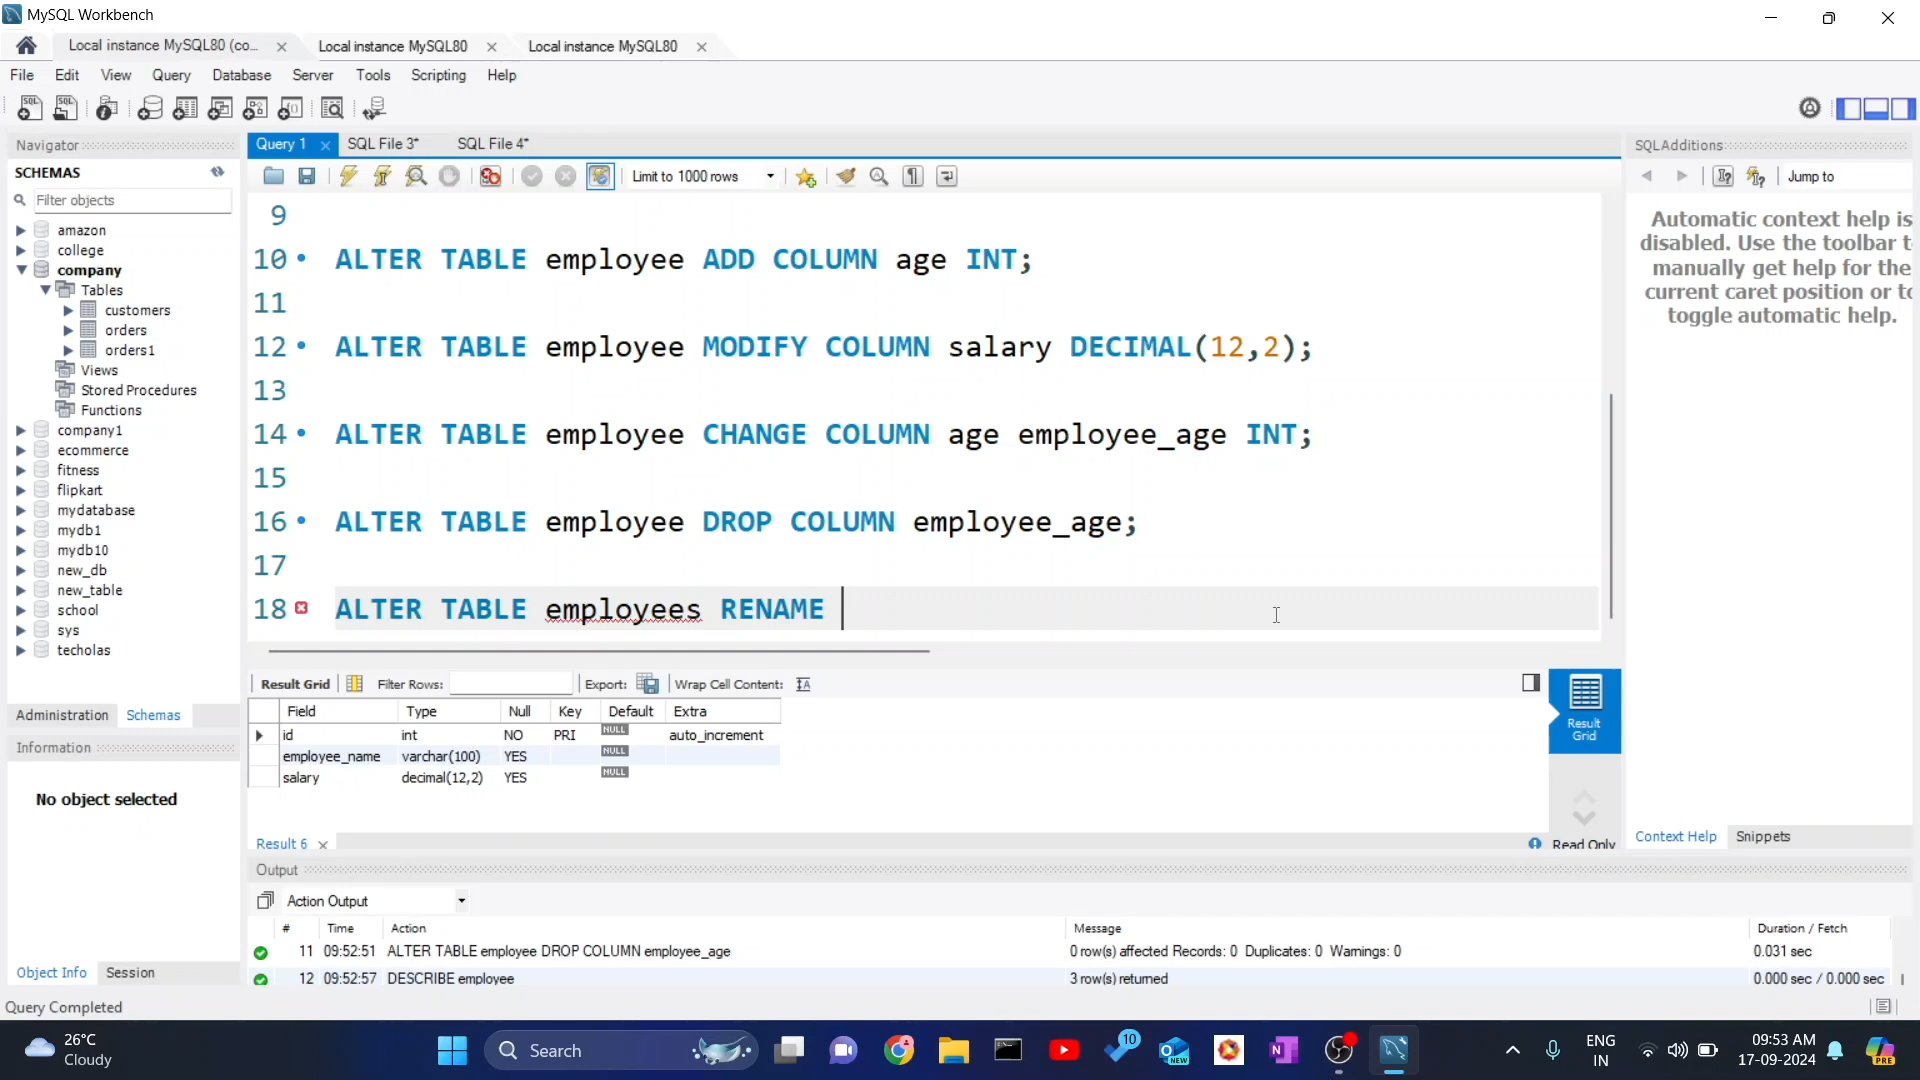 MySQL Workbench
Local instance MySQL80 (co...
Local instance MySQL80
Local instance MySQL80
File Edit View Query Database Server Tools Scripting Help
Navigator
SCHEMAS
Filter objects
amazon
college
company
Tables
customers
orders
orders1
Views
Stored Procedures
Functions
company1
ecommerce
fitness
flipkart
mydatabase
mydb1
mydb10
new_db
new_table
school
sys
techolas
Administration Schemas
Information
No object selected
Object Info Session
Query 1 SQL File 3* SQL File 4*
Limit to 1000 rows
9
10 ALTER TABLE employee ADD COLUMN age INT;
11
12 ALTER TABLE employee MODIFY COLUMN salary DECIMAL(12,2);
13
14 ALTER TABLE employee CHANGE COLUMN age employee_age INT;
15
16 ALTER TABLE employee DROP COLUMN employee_age;
17
18 ALTER TABLE employees RENAME
Result Grid Filter Rows: Export: Wrap Cell Content:
Field Type Null Key Default Extra
id int NO PRI NULL auto_increment
employee_name varchar(100) YES NULL
salary decimal(12,2) YES NULL
Result Grid
Result 6
Read Only
SQLAdditions
Jump to
Automatic context help is
disabled. Use the toolbar t
manually get help for the
current caret position or to
toggle automatic help.
Context Help Snippets
Output
Action Output
# Time Action Message Duration / Fetch
11 09:52:51 ALTER TABLE employee DROP COLUMN employee_age 0 row(s) affected Records: 0 Duplicates: 0 Warnings: 0 0.031 sec
12 09:52:57 DESCRIBE employee 3 row(s) returned 0.000 sec / 0.000 sec
Query Completed
26°C
Cloudy
Search
10
NEW
ENG
IN
09:53 AM
17-09-2024
PRE